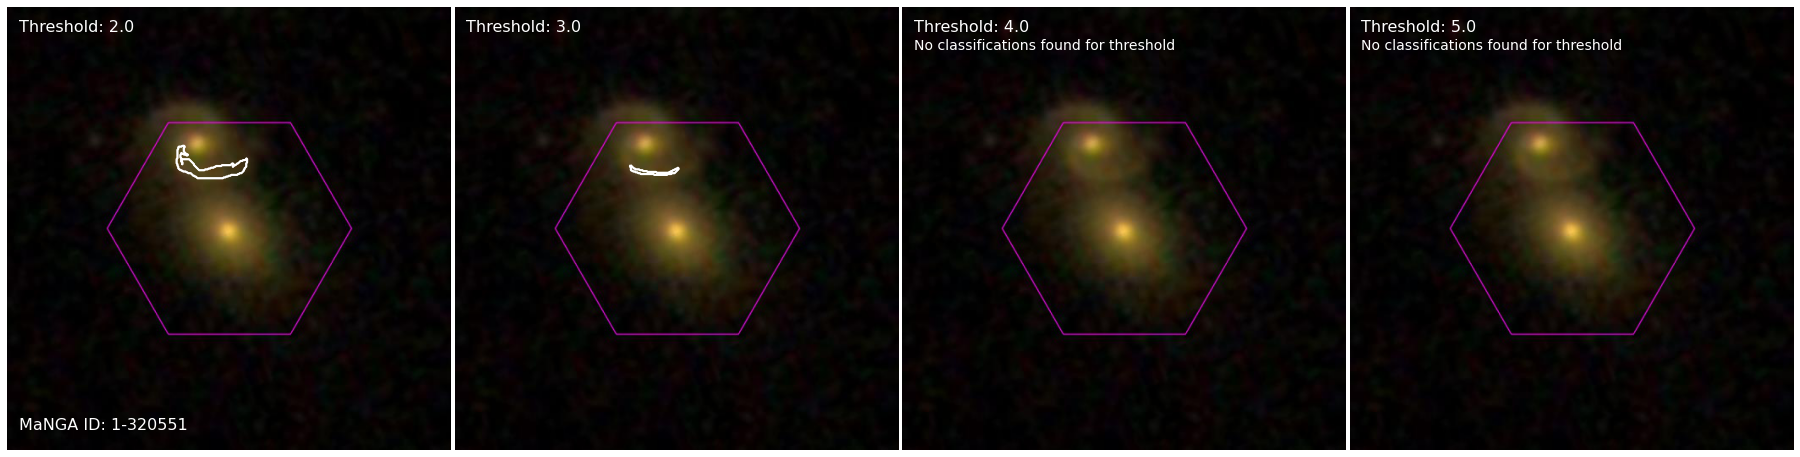 Threshold: 2.0
MaNGA ID: 1-320551
Threshold: 3.0
Threshold: 4.0
No classifications found for threshold
Threshold: 5.0
No classifications found for threshold